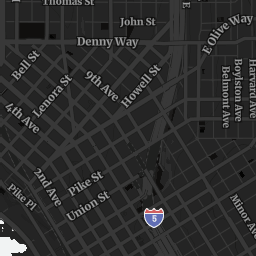 Thomas St
John St
E
E Olive Way
Denny Way
Bell St
9th Ave
Howell St
Lenora St
Harvard Ave
Boylston Ave
Belmont Ave
4th Ave
2nd Ave
Pike St
Pike Pl
Union St
5
Minor Ave